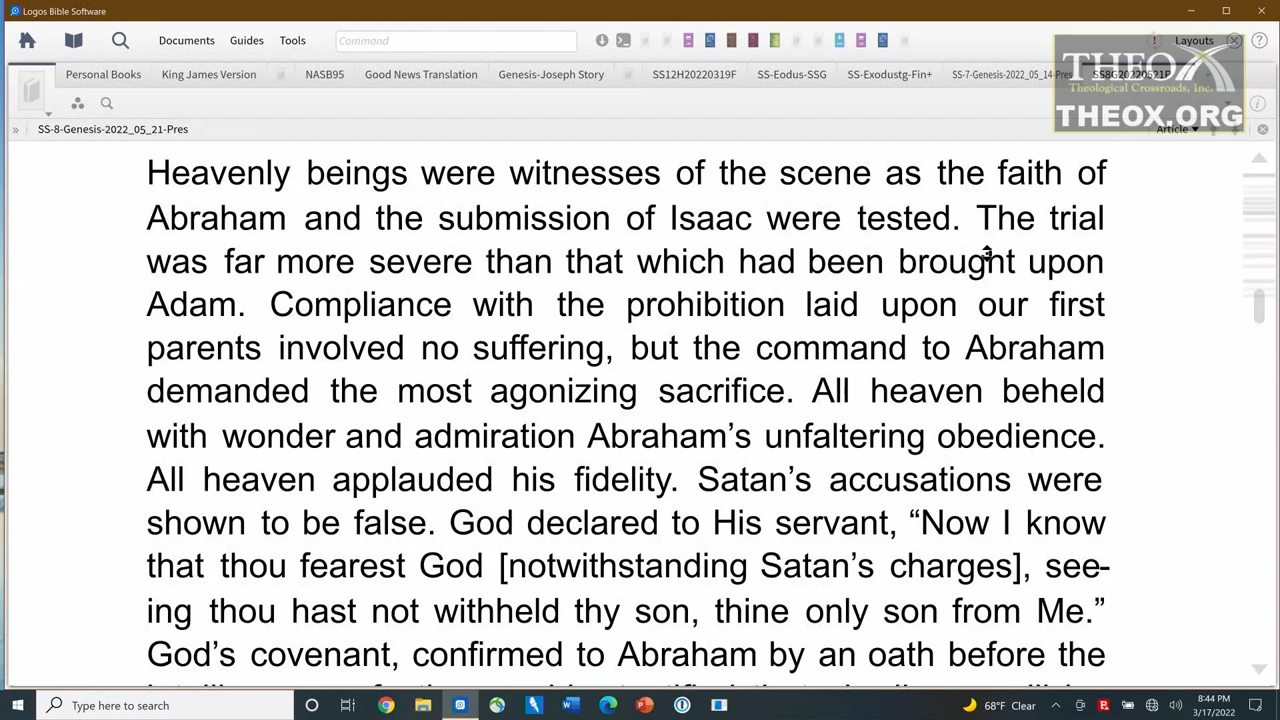 Logos Bible Software
Documents Guides Tools Command Layouts
Personal Books King James Version NASB95 Good News Translation Genesis-Joseph Story SS12H20220319F SS-Eodus-SSG SS-Exodustg-Fin+ SS-7-Genesis-2022_05_14-Pres SS8G20220521P
THEOX
Theological Crossroads, Inc.
THEOX.ORG
SS-8-Genesis-2022_05_21-Pres Article
Heavenly beings were witnesses of the scene as the faith of
Abraham and the submission of Isaac were tested. The trial
was far more severe than that which had been brought upon
Adam. Compliance with the prohibition laid upon our first
parents involved no suffering, but the command to Abraham
demanded the most agonizing sacrifice. All heaven beheld
with wonder and admiration Abraham’s unfaltering obedience.
All heaven applauded his fidelity. Satan’s accusations were
shown to be false. God declared to His servant, “Now I know
that thou fearest God [notwithstanding Satan’s charges], see-
ing thou hast not withheld thy son, thine only son from Me.”
God’s covenant, confirmed to Abraham by an oath before the
Type here to search
68°F Clear
8:44 PM
3/17/2022